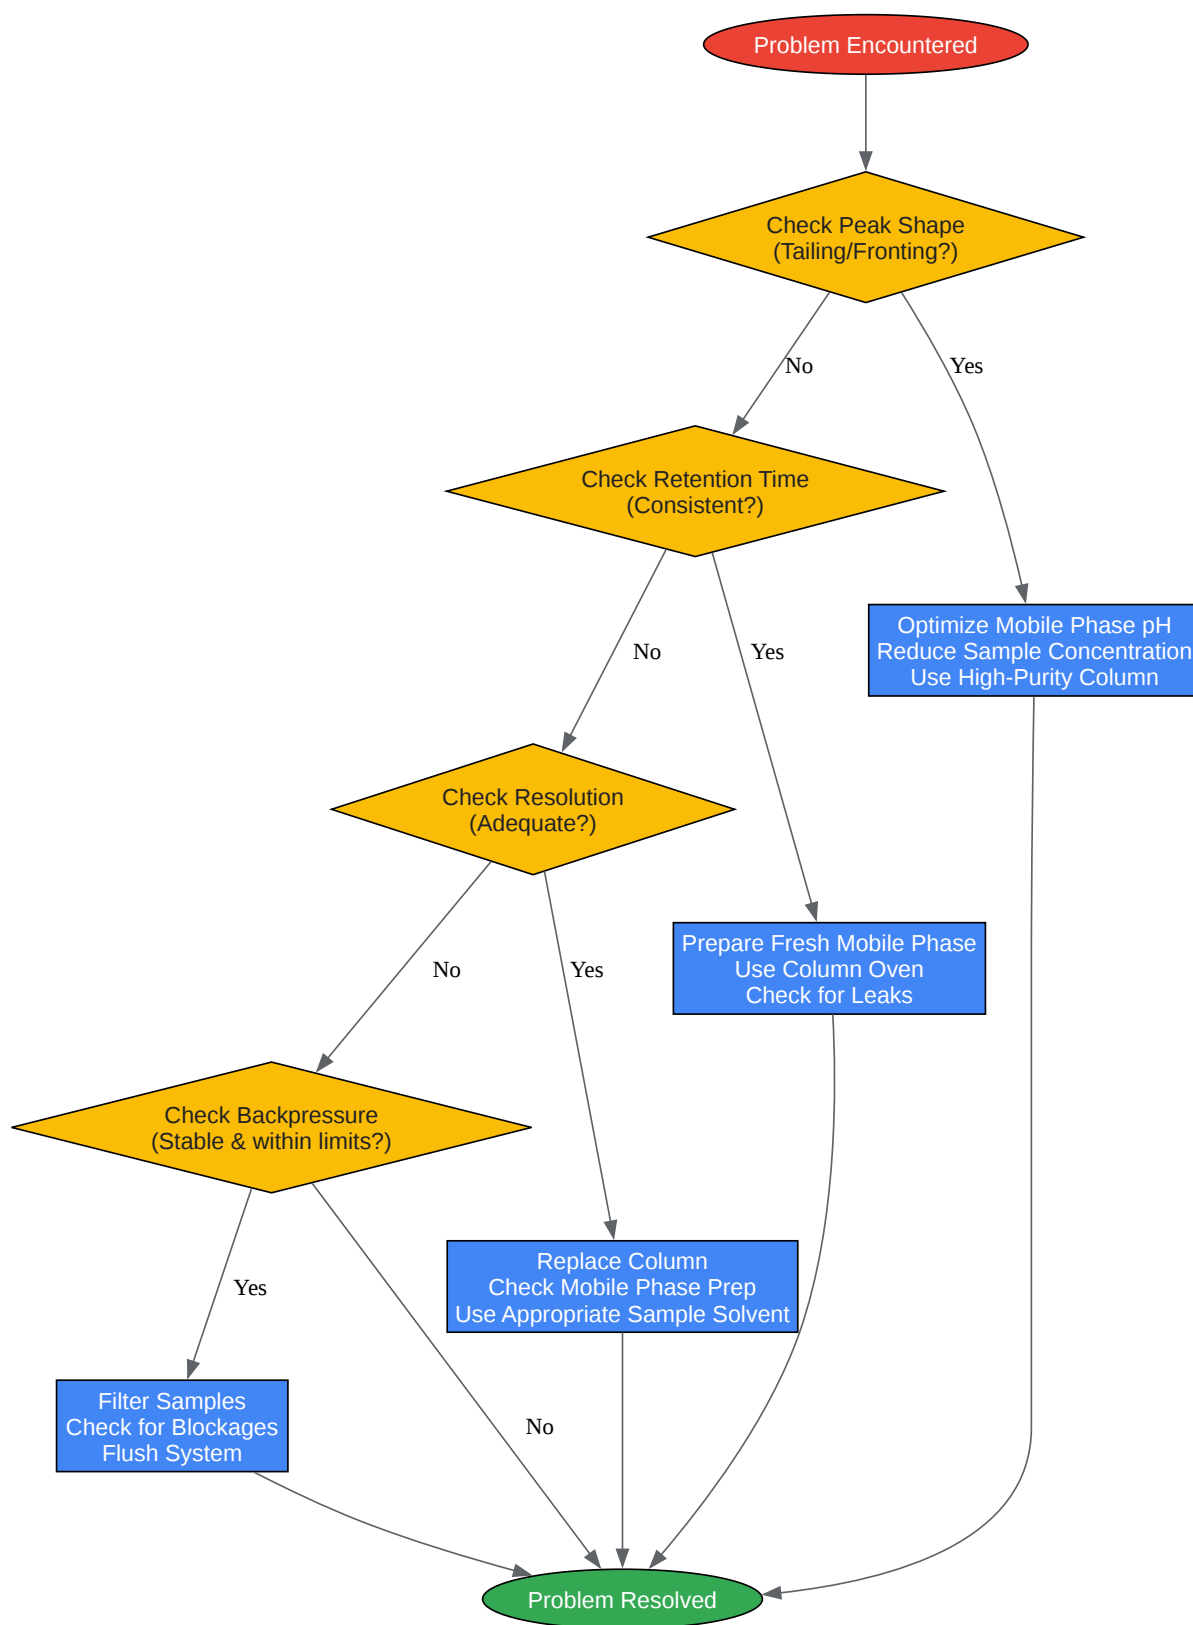 Problem Encountered
Check Peak Shape
(Tailing/Fronting?)
No
Yes
Check Retention Time
(Consistent?)
Optimize Mobile Phase pH
Reduce Sample Concentration
Use High-Purity Column
No
Yes
Check Resolution
(Adequate?)
Prepare Fresh Mobile Phase
Use Column Oven
Check for Leaks
No
Yes
Check Backpressure
(Stable & within limits?)
Replace Column
Check Mobile Phase Prep
Use Appropriate Sample Solvent
Yes
No
Filter Samples
Check for Blockages
Flush System
Problem Resolved